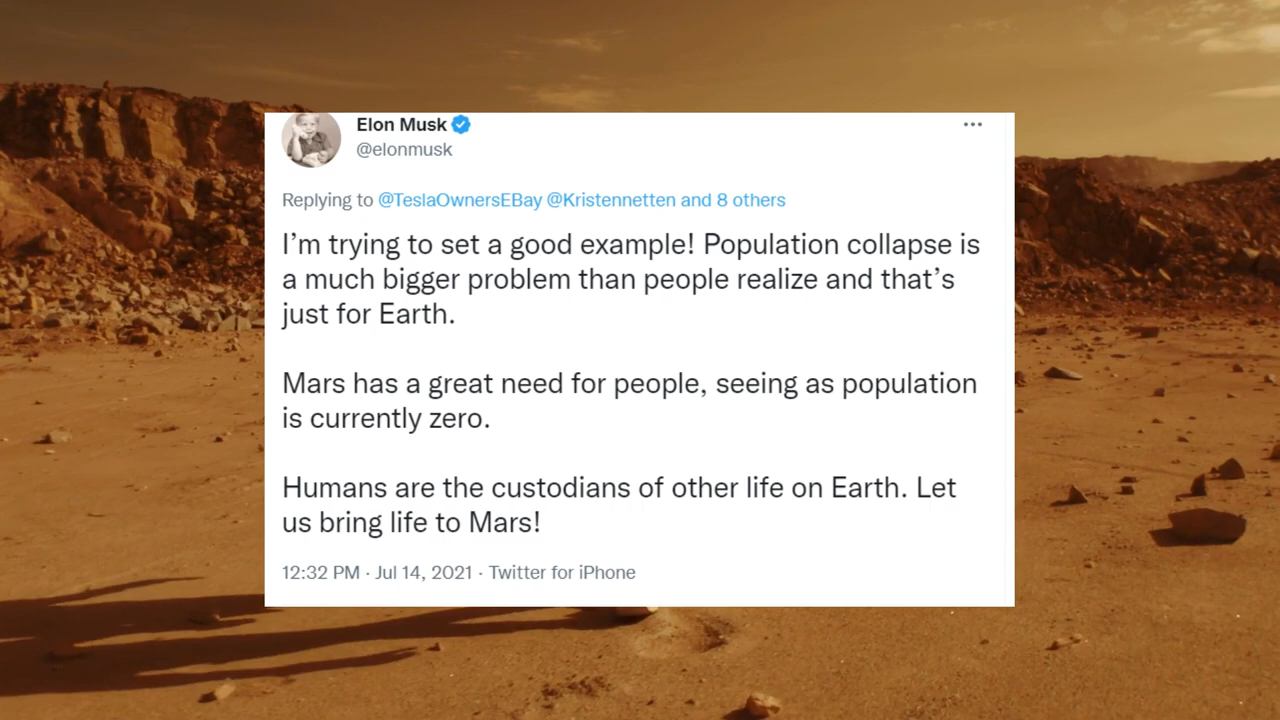 Elon Musk
@elonmusk
Replying to @TeslaOwnersEBay @Kristennetten and 8 others
I’m trying to set a good example! Population collapse is
a much bigger problem than people realize and that’s
just for Earth.
Mars has a great need for people, seeing as population
is currently zero.
Humans are the custodians of other life on Earth. Let
us bring life to Mars!
12:32 PM · Jul 14, 2021 · Twitter for iPhone